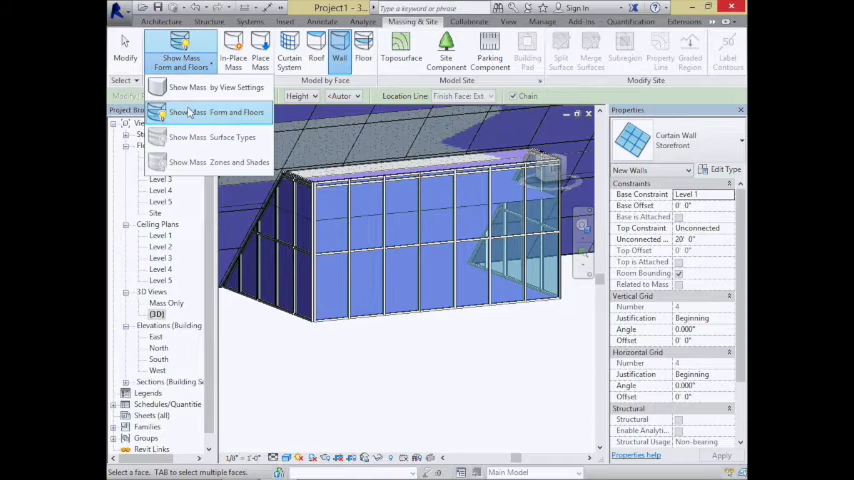 Project1 - 3...
Type a keyword or phrase
Sign In
Architecture Structure Systems Insert Annotate Analyze Massing & Site Collaborate View Manage Add-Ins Quantification Extensions
Modify
Show Mass
Form and Floors
In-Place
Mass
Place
Mass
Curtain
System
Roof
Wall
Floor
Toposurface
Site
Component
Parking
Component
Building
Pad
Split
Surface
Label
Contours
Select
Model by Face
Model Site
Modify Site
Show Mass by View Settings
Show Mass Form and Floors
Show Mass Surface Types
Show Mass Zones and Shades
Height
<Autor
Location Line:
Finish Face: Ext
Chain
Project Bro
Level 3
Level 4
Level 5
Site
Ceiling Plans
Level 1
Level 2
Level 3
Level 4
Level 5
3D Views
Mass Only
{3D}
Elevations (Building
East
North
South
West
Sections (Building S
Legends
Schedules/Quantitie
Sheets (all)
Families
Groups
Revit Links
Properties
Curtain Wall
Storefront
New Walls
Edit Type
Constraints
Base Constraint Level 1
Base Offset 0' 0"
Base is Attached
Top Constraint Unconnected
Unconnected ... 20' 0"
Top Offset 0' 0"
Top is Attached
Room Bounding
Related to Mass
Vertical Grid
Number 4
Justification Beginning
Angle 0.000°
Offset 0' 0"
Horizontal Grid
Number 4
Justification Beginning
Angle 0.000°
Offset 0' 0"
Structural
Structural
Enable Analyti...
Structural Usage Non-bearing
Properties help
Apply
1/8" = 1'-0"
Select a face. TAB to select multiple faces.
:0
Main Model